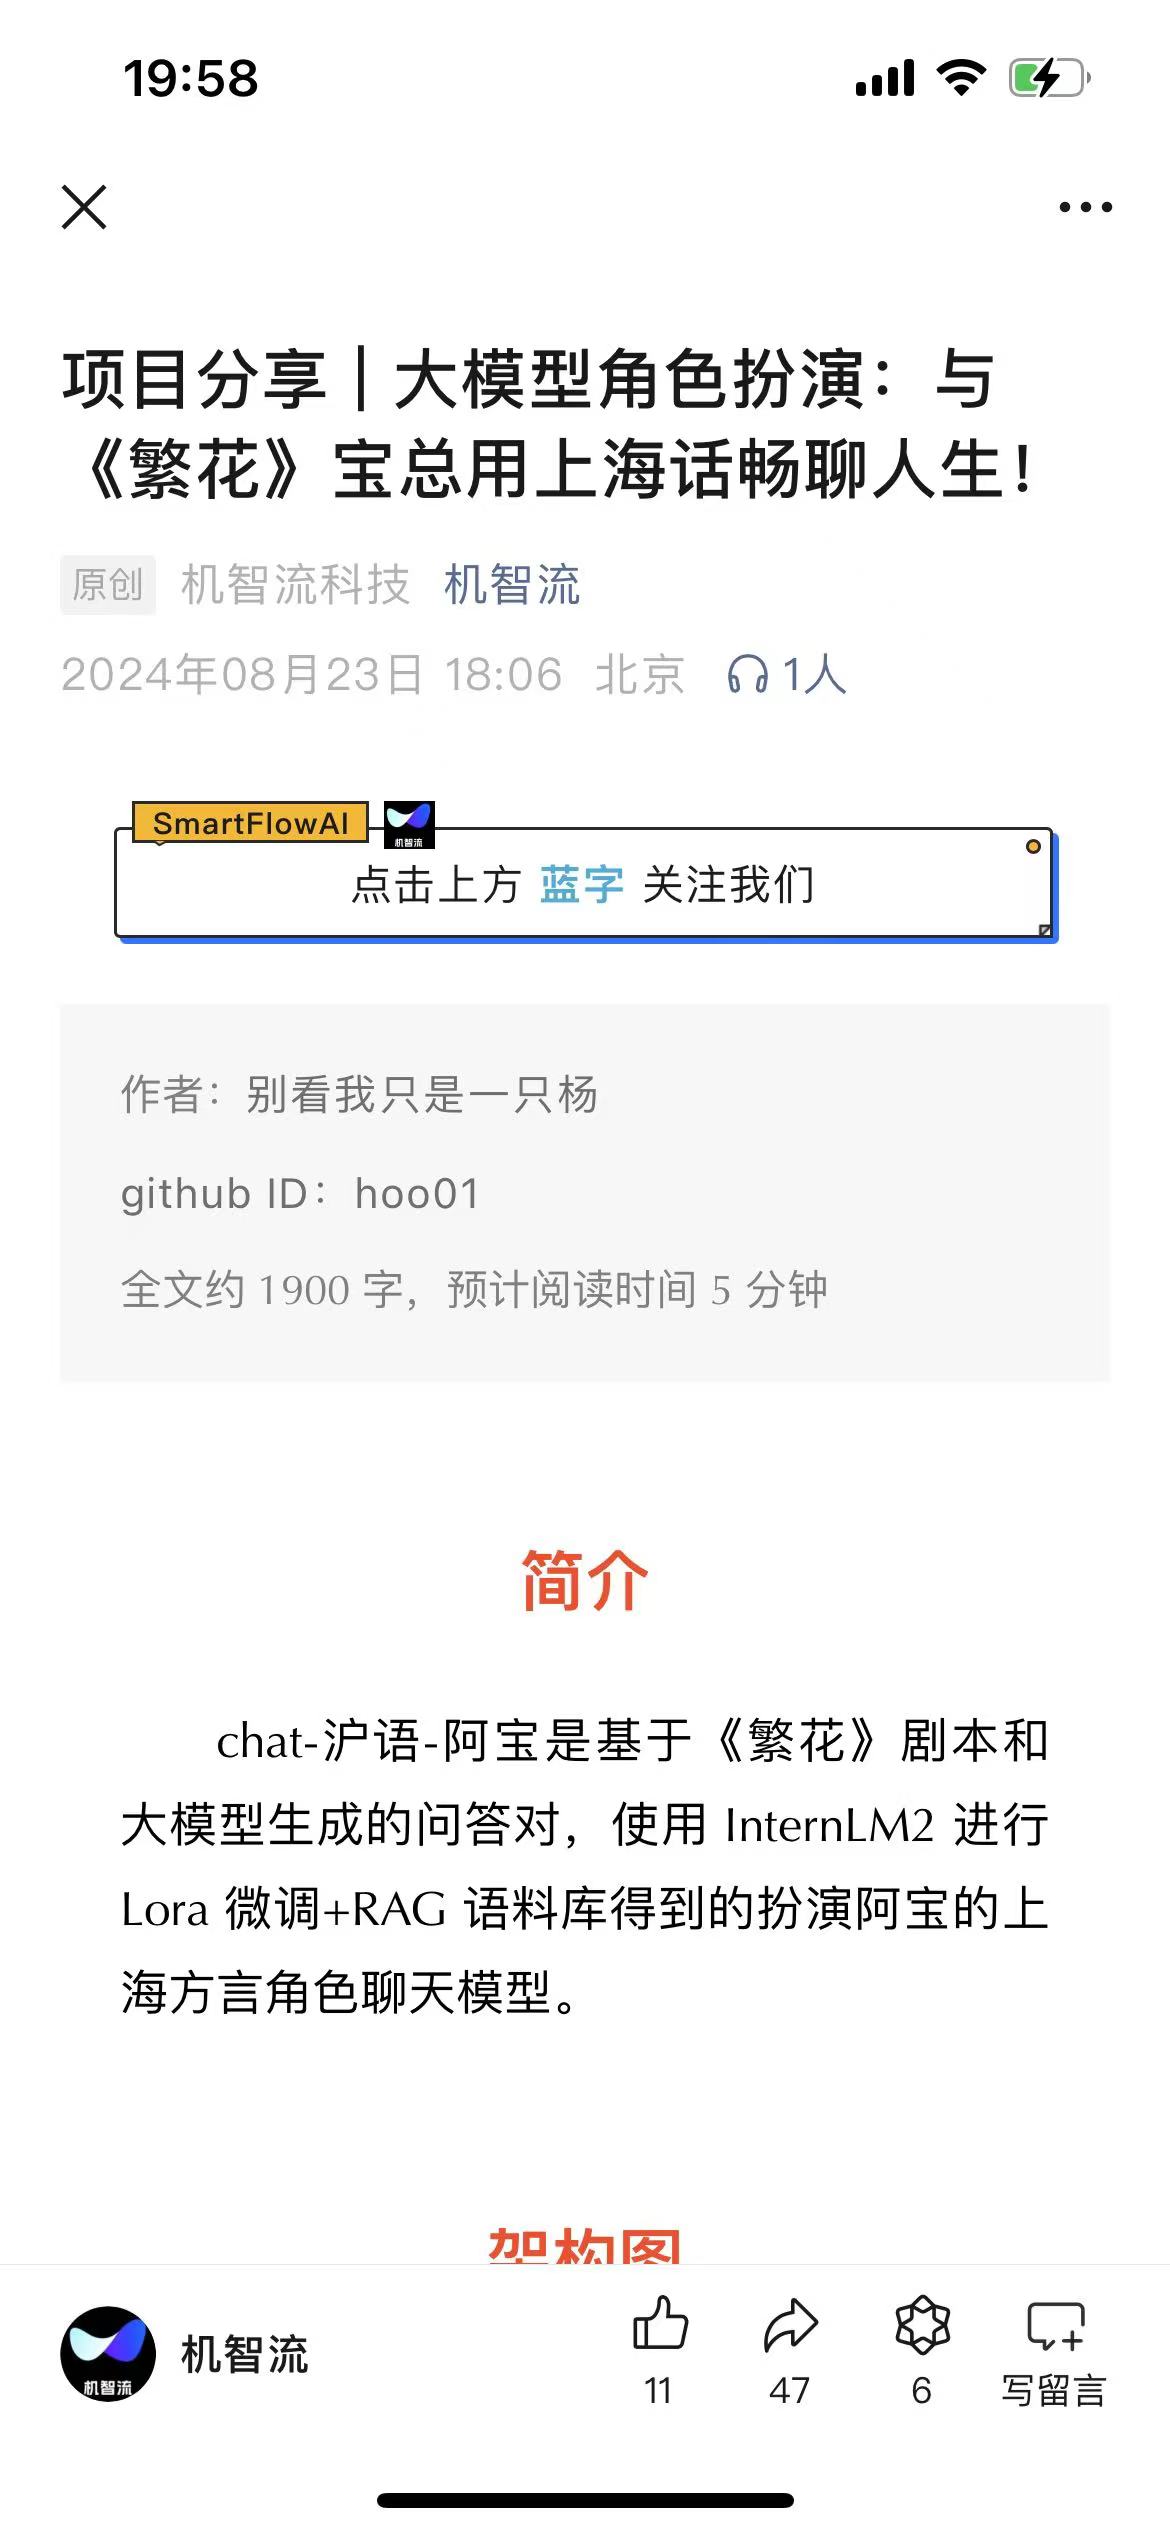 19:58
项目分享 | 大模型角色扮演：与
《繁花》宝总用上海话畅聊人生！
原创 机智流科技 机智流
2024年08月23日 18:06 北京 1人
SmartFlowAI 机智流
点击上方 蓝字 关注我们
作者：别看我只是一只杨
github ID：hoo01
全文约 1900 字，预计阅读时间 5 分钟
简介
chat-沪语-阿宝是基于《繁花》剧本和
大模型生成的问答对，使用 InternLM2 进行
Lora 微调+RAG 语料库得到的扮演阿宝的上
海方言角色聊天模型。
架构图
机智流 机智流
11 47 6 写留言